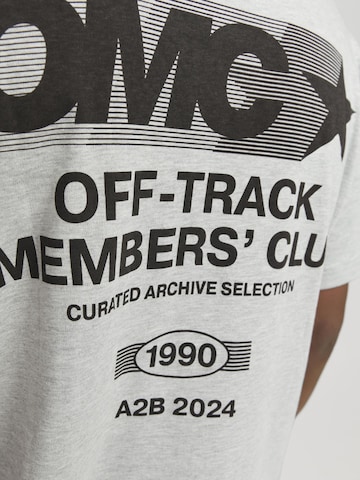 OMC
OFF-TRACK
MEMBERS' CLU
CURATED ARCHIVE SELECTION
1990
A2B 2024